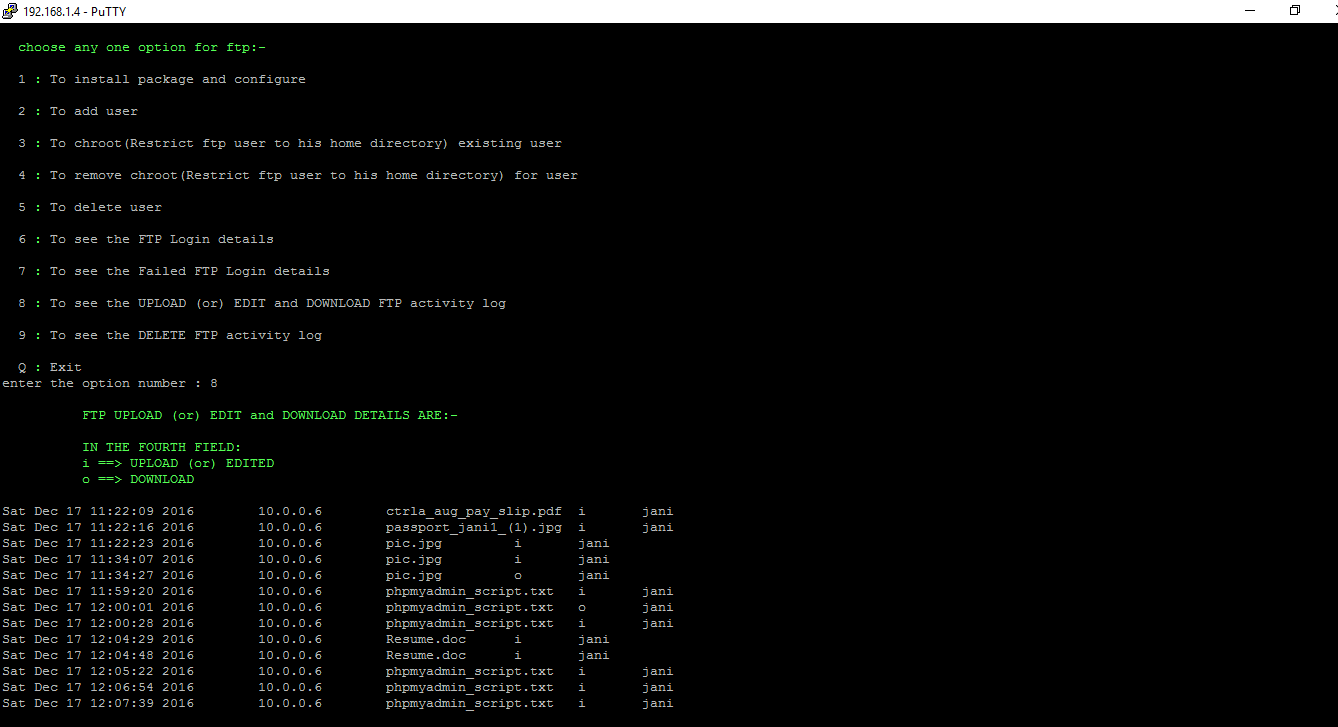 192.168.1.4 - PuTTY
choose any one option for ftp:-
1 : To install package and configure
2 : To add user
3 : To chroot(Restrict ftp user to his home directory) existing user
4 : To remove chroot(Restrict ftp user to his home directory) for user
5 : To delete user
6 : To see the FTP Login details
7 : To see the Failed FTP Login details
8 : To see the UPLOAD (or) EDIT and DOWNLOAD FTP activity log
9 : To see the DELETE FTP activity log
Q : Exit
enter the option number : 8
FTP UPLOAD (or) EDIT and DOWNLOAD DETAILS ARE:-
IN THE FOURTH FIELD:
i ==> UPLOAD (or) EDITED
o ==> DOWNLOAD
Sat Dec 17 11:22:09 2016 10.0.0.6 ctrla_aug_pay_slip.pdf i jani
Sat Dec 17 11:22:16 2016 10.0.0.6 passport_jani1_(1).jpg i jani
Sat Dec 17 11:22:23 2016 10.0.0.6 pic.jpg i jani
Sat Dec 17 11:34:07 2016 10.0.0.6 pic.jpg i jani
Sat Dec 17 11:34:27 2016 10.0.0.6 pic.jpg o jani
Sat Dec 17 11:59:20 2016 10.0.0.6 phpmyadmin_script.txt i jani
Sat Dec 17 12:00:01 2016 10.0.0.6 phpmyadmin_script.txt o jani
Sat Dec 17 12:00:28 2016 10.0.0.6 phpmyadmin_script.txt i jani
Sat Dec 17 12:04:29 2016 10.0.0.6 Resume.doc i jani
Sat Dec 17 12:04:48 2016 10.0.0.6 Resume.doc i jani
Sat Dec 17 12:05:22 2016 10.0.0.6 phpmyadmin_script.txt i jani
Sat Dec 17 12:06:54 2016 10.0.0.6 phpmyadmin_script.txt i jani
Sat Dec 17 12:07:39 2016 10.0.0.6 phpmyadmin_script.txt i jani